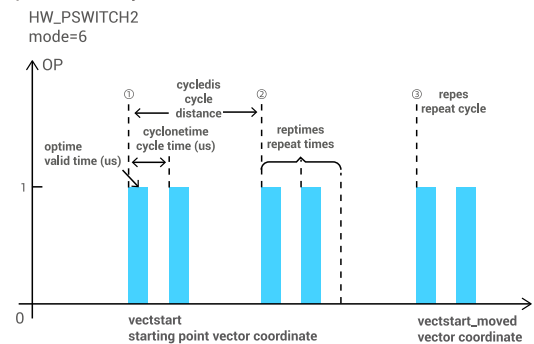 HW_PSWITCH2
mode=6
OP
① cycledis ② ③ repes
cycle repeat cycle
distance
cyclonetime reptimes
cycle time (us) repeat times
optime
valid time (us)
1
0
vectstart vectstart_moved
starting point vector coordinate vector coordinate